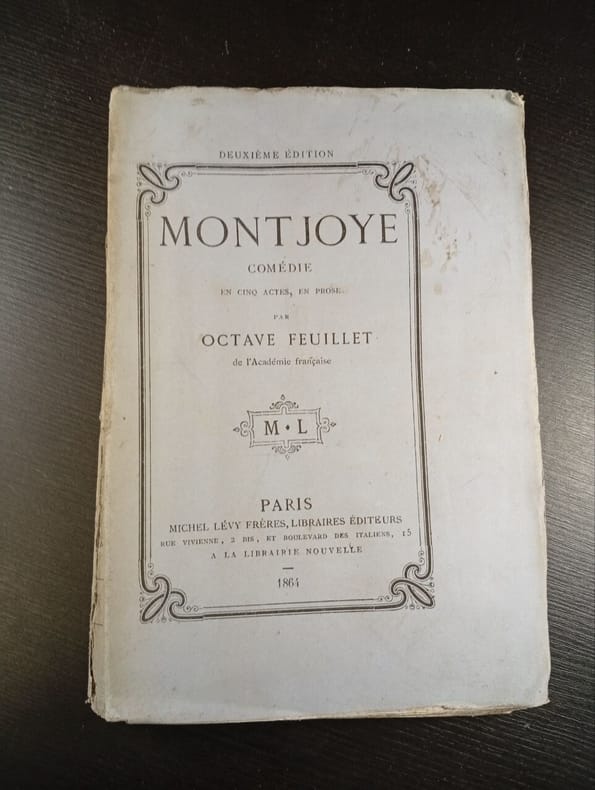 DEUXIÈME ÉDITION
MONTJOYE
COMÉDIE
EN CINQ ACTES, EN PROSE.
PAR
OCTAVE FEUILLET
de l'Académie française
M • L
PARIS
MICHEL LÉVY FRÈRES, LIBRAIRES ÉDITEURS
RUE VIVIENNE, 2 BIS, ET BOULEVARD DES ITALIENS, 15
A LA LIBRAIRIE NOUVELLE
—
1864